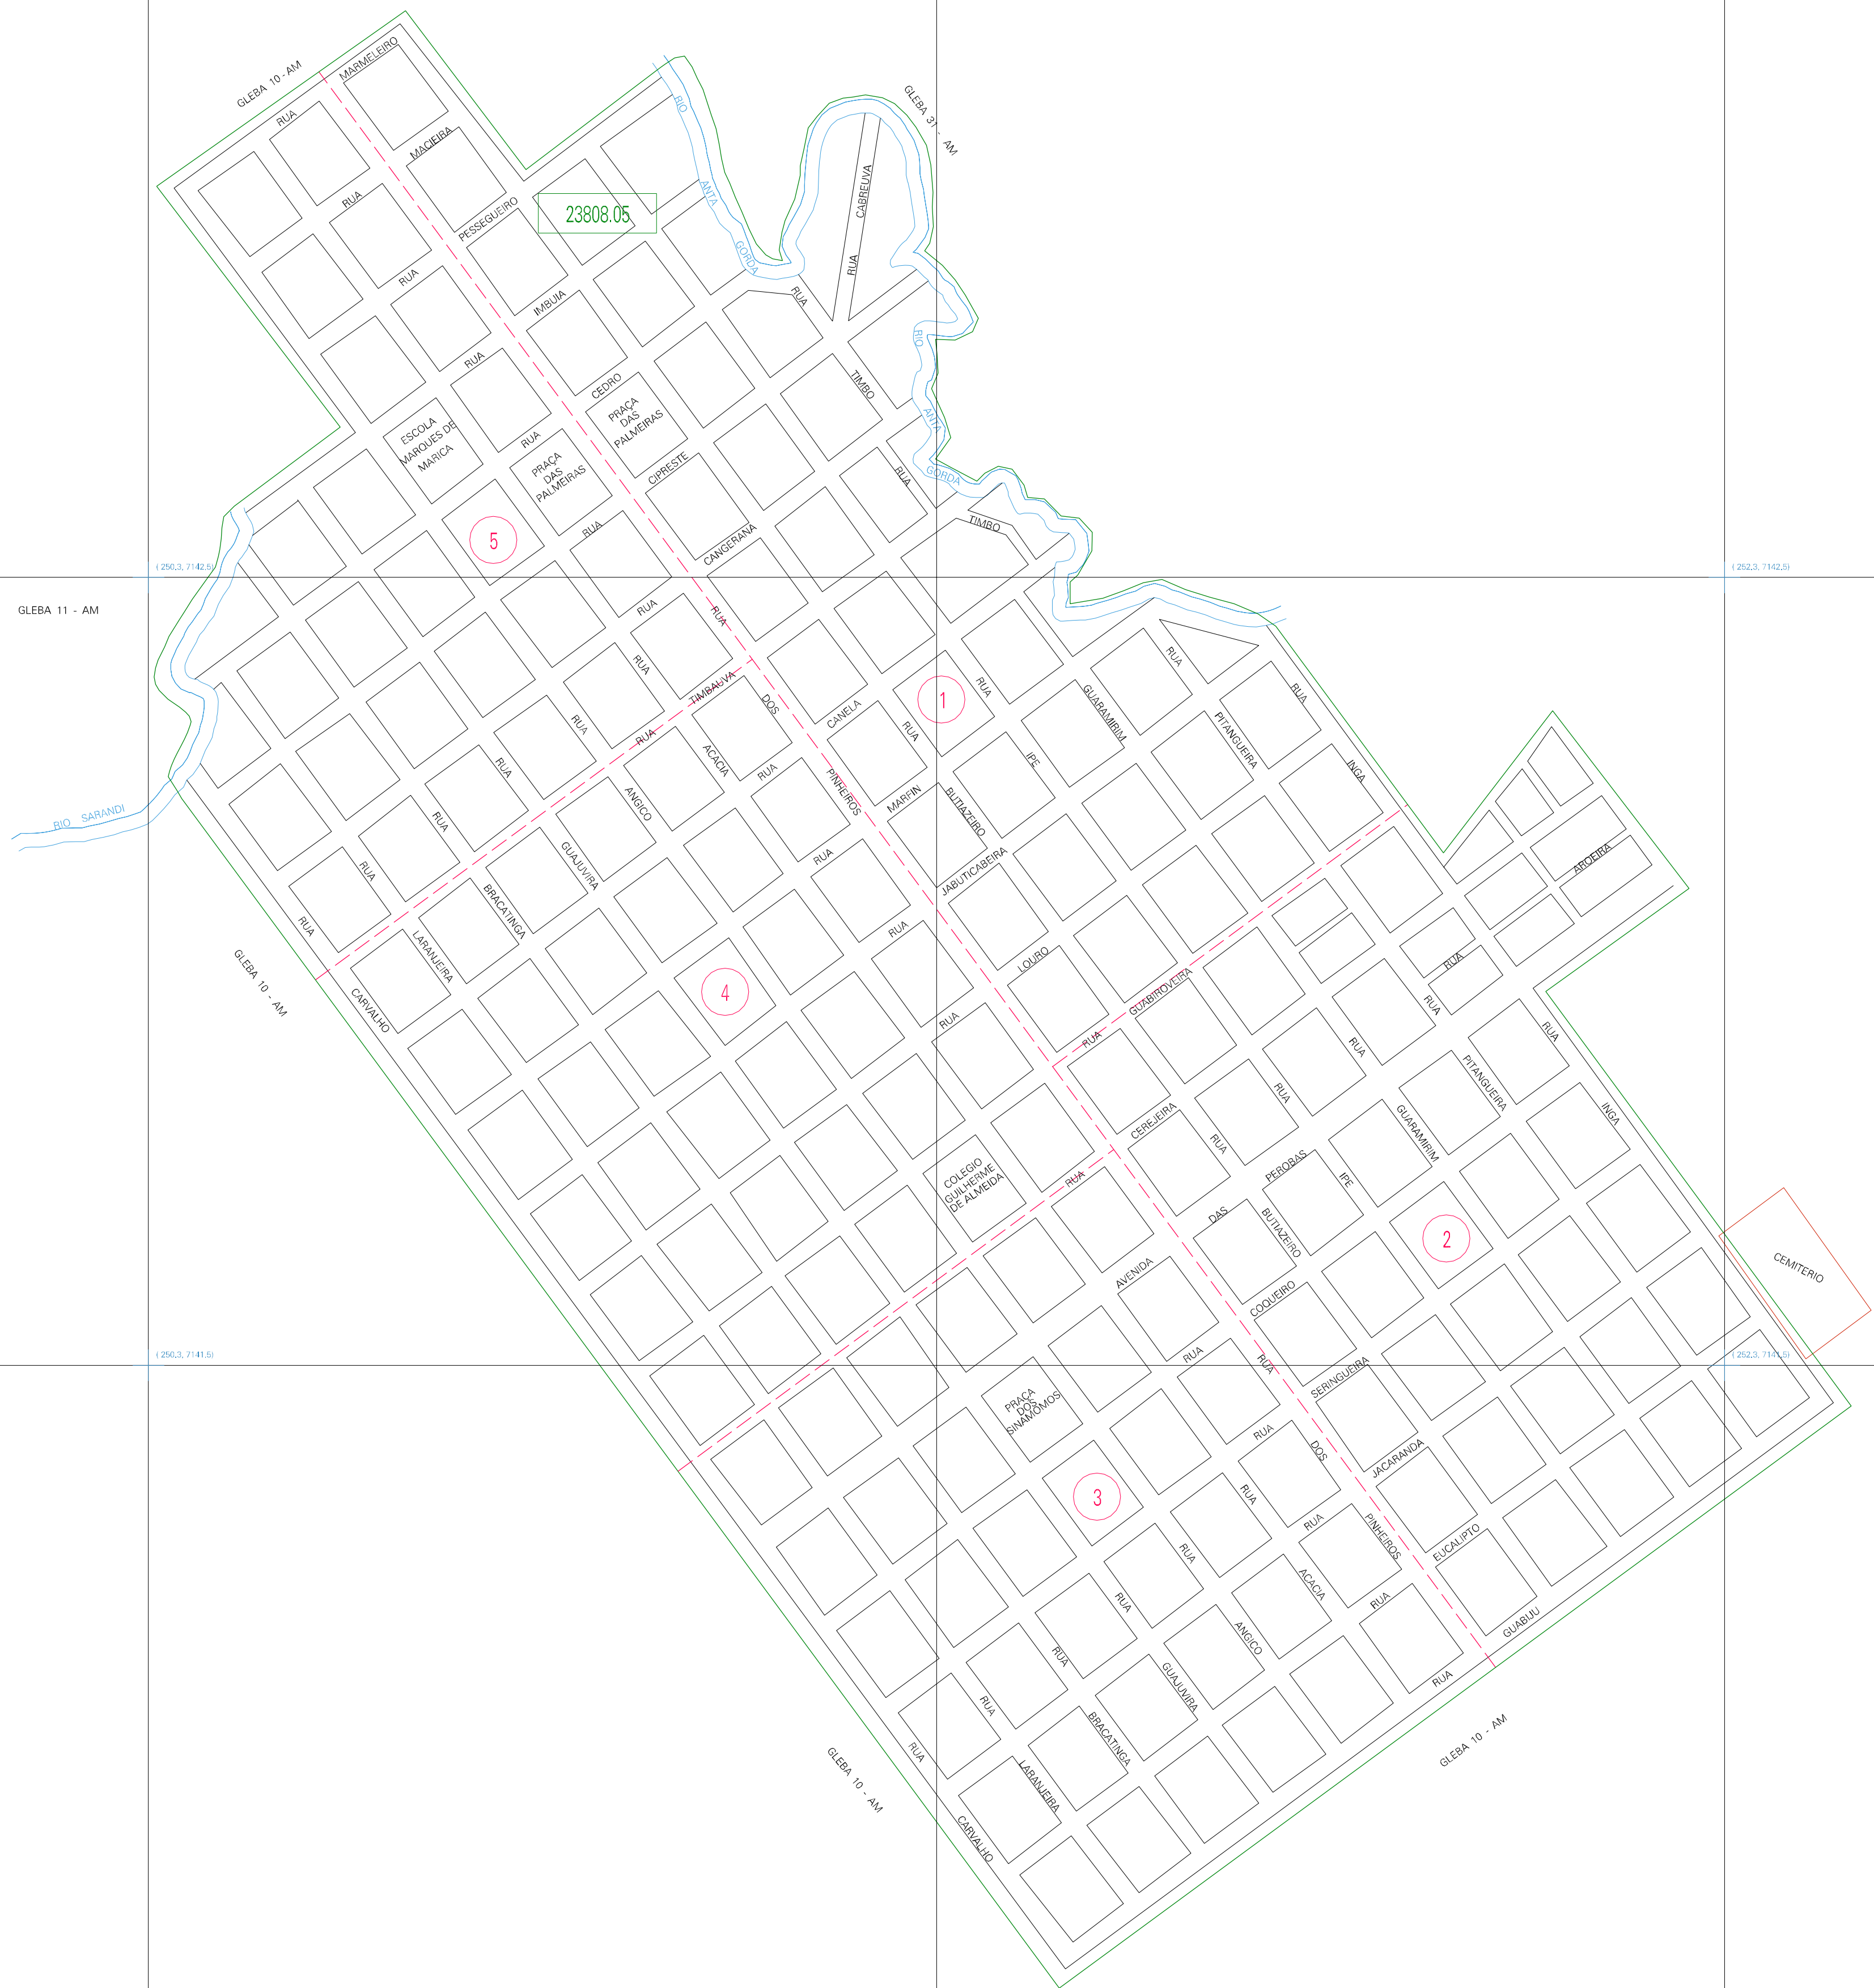 GLEBA 10 - AM
RUA MARMELEIRO
GLEBA 31 - AM
RIO ANTA GORDA
RUA MACIEIRA
RUA CABREUVA
RUA PESSEGUEIRO
23808.05
RUA IMBUIA
RUA TIMBO
RIO ANTA GORDA
RUA CEDRO
PRAÇA
DAS
PALMEIRAS
ESCOLA
MARQUES DE
MARICA
RUA CIPRESTE
PRAÇA
DAS
PALMEIRAS
RUA TIMBO
5
RUA CANGERANA
( 250.3, 7142.5)
( 252.3, 7142.5)
GLEBA 11 - AM
RUA DOS PINHEIROS
RUA TIMBAUVA
RUA CANELA
1
RUA IPE
RUA GUARAMIRIM
RUA PITANGUEIRA
RUA INGA
RUA ACACIA
RUA ANGICO
RUA GUAJUVIRA
RUA BRACATINGA
RUA LARANJEIRA
RUA CARVALHO
RUA BUTIAZEIRO
RUA MARFIN
RIO SARANDI
RUA JABUTICABEIRA
RUA AROEIRA
RUA LOURO
GLEBA 10 - AM
4
RUA GUABIROVEIRA
RUA PITANGUEIRA
RUA INGA
RUA GUARAMIRIM
RUA IPE
RUA BUTIAZEIRO
RUA CEREJEIRA
COLEGIO
GUILHERME
DE ALMEIDA
AVENIDA DAS PEROBAS
2
CEMITERIO
RUA COQUEIRO
( 250.3, 7141.5)
( 252.3, 7141.5)
RUA SERINGUEIRA
PRAÇA
DOS
SINAMOMOS
RUA DOS PINHEIROS
RUA JACARANDA
3
RUA EUCALIPTO
RUA ACACIA
RUA ANGICO
RUA GUAJUVIRA
RUA BRACATINGA
RUA LARANJEIRA
RUA CARVALHO
RUA GUABIJU
GLEBA 10 - AM
GLEBA 10 - AM